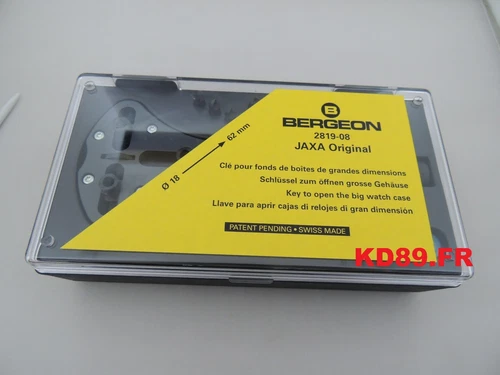 B
BERGEON
2819-08
JAXA Original
Ø 18 62 mm
Clé pour fonds de boîtes de grandes dimensions
Schlüssel zum öffnen grosse Gehäuse
Key to open the big watch case
Llave para aprir cajas di relojes di gran dimensión
PATENT PENDING • SWISS MADE
KD89.FR